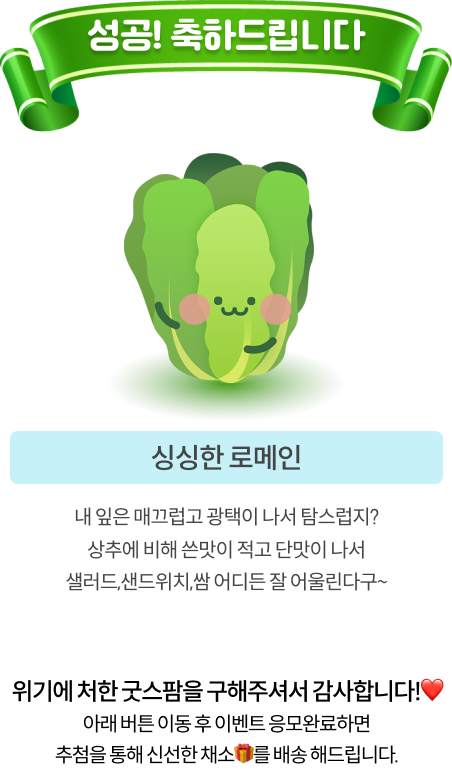 성공! 축하드립니다
싱싱한 로메인
내 잎은 매끄럽고 광택이 나서 탐스럽지?
상추에 비해 쓴맛이 적고 단맛이 나서
샐러드,샌드위치,쌈 어디든 잘 어울린다구~
위기에 처한 굿스팜을 구해주셔서 감사합니다!❤️
아래 버튼 이동 후 이벤트 응모완료하면
추첨을 통해 신선한 채소🎁를 배송 해드립니다.